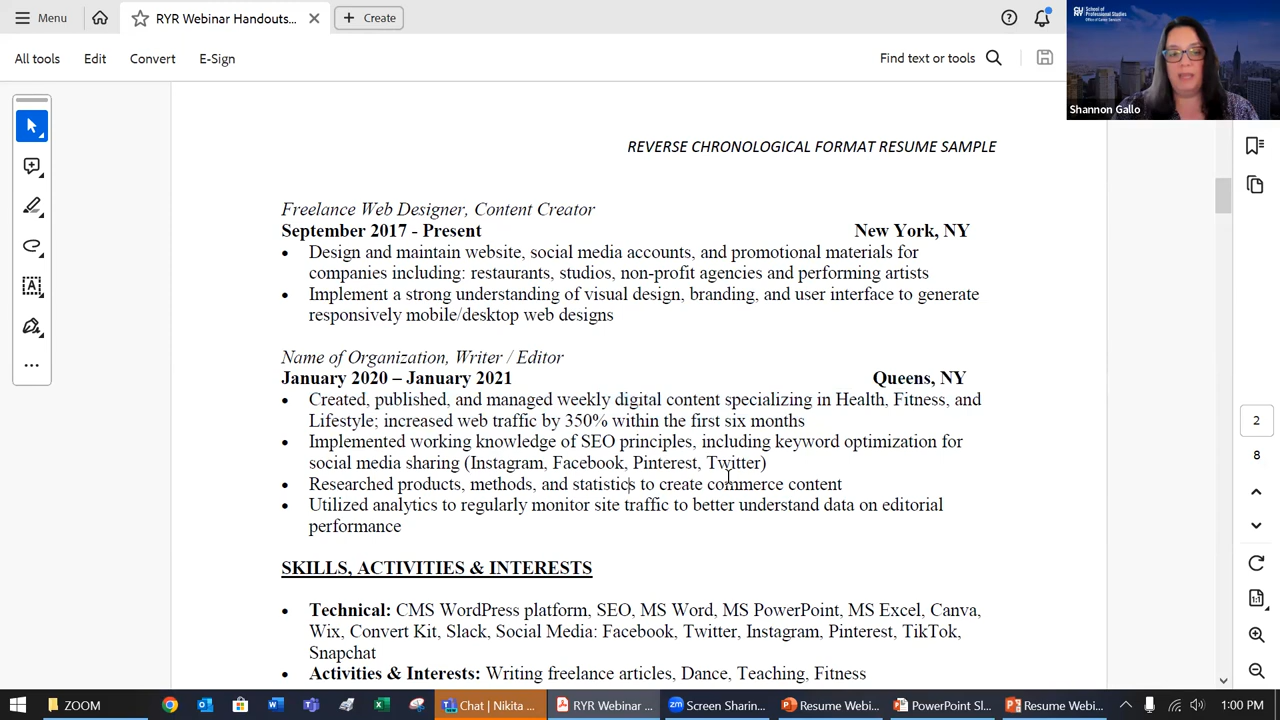 Menu
RYR Webinar Handouts...
Create
All tools
Edit
Convert
E-Sign
Find text or tools
School of Professional Studies
Shannon Gallo
REVERSE CHRONOLOGICAL FORMAT RESUME SAMPLE
Freelance Web Designer, Content Creator
September 2017 - Present New York, NY
• Design and maintain website, social media accounts, and promotional materials for
companies including: restaurants, studios, non-profit agencies and performing artists
• Implement a strong understanding of visual design, branding, and user interface to generate
responsively mobile/desktop web designs
Name of Organization, Writer / Editor
January 2020 – January 2021 Queens, NY
• Created, published, and managed weekly digital content specializing in Health, Fitness, and
Lifestyle; increased web traffic by 350% within the first six months
• Implemented working knowledge of SEO principles, including keyword optimization for
social media sharing (Instagram, Facebook, Pinterest, Twitter)
• Researched products, methods, and statistics to create commerce content
• Utilized analytics to regularly monitor site traffic to better understand data on editorial
performance
SKILLS, ACTIVITIES & INTERESTS
• Technical: CMS WordPress platform, SEO, MS Word, MS PowerPoint, MS Excel, Canva,
Wix, Convert Kit, Slack, Social Media: Facebook, Twitter, Instagram, Pinterest, TikTok,
Snapchat
• Activities & Interests: Writing freelance articles, Dance, Teaching, Fitness
2
8
1:1
ZOOM
Chat | Nikita ...
RYR Webinar ...
Screen Sharin...
Resume Webi...
PowerPoint Sl...
Resume Webi...
1:00 PM